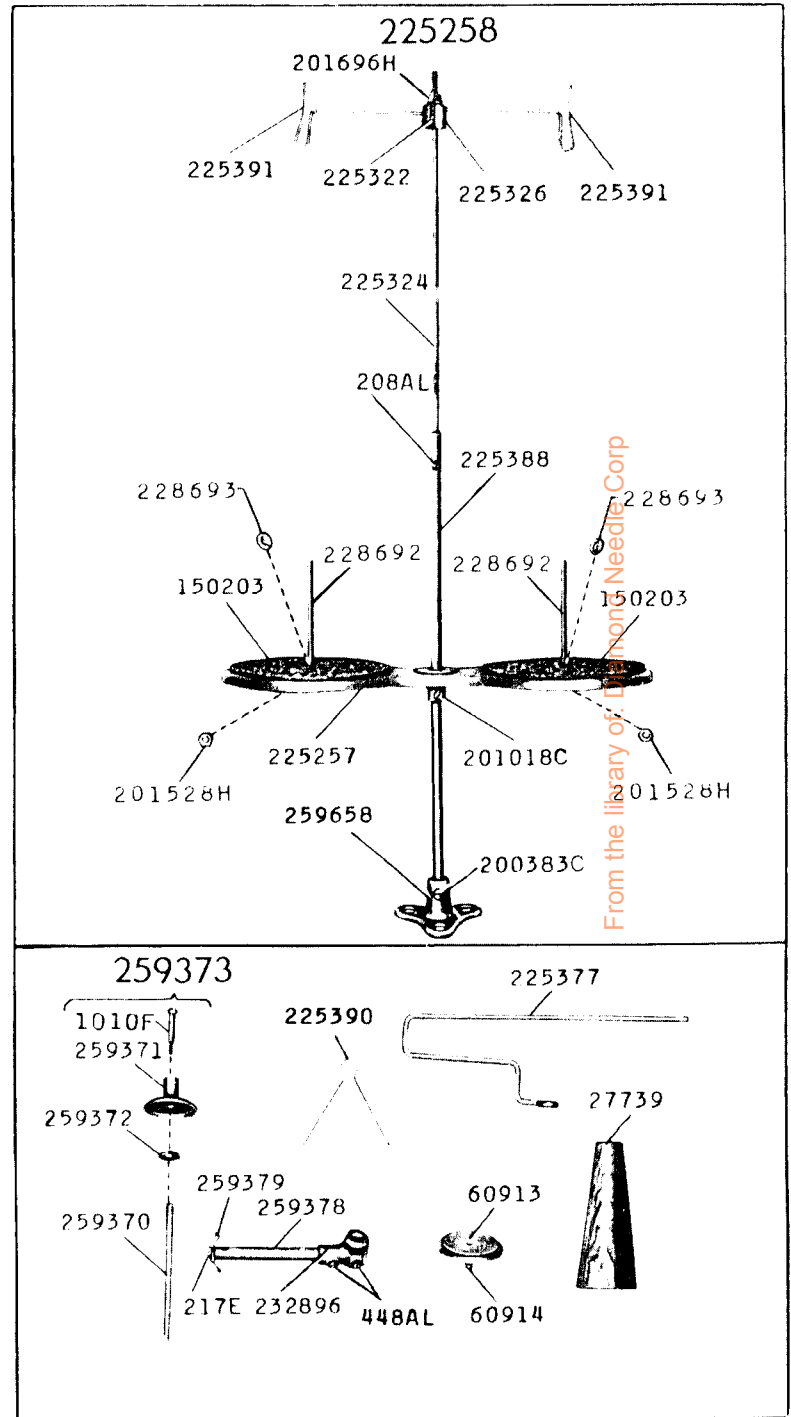 225258
201696H
225391
225322
225326
225391
225324
208AL
225388
228693
228693
228692
228692
150203
150203
225257
201018C
201528H
201528H
259658
200383C
From the library of: Diamond Needle Corp
259373
225377
1010F
225390
259371
27739
259372
259379
60913
259378
259370
217E
232896
448AL
60914